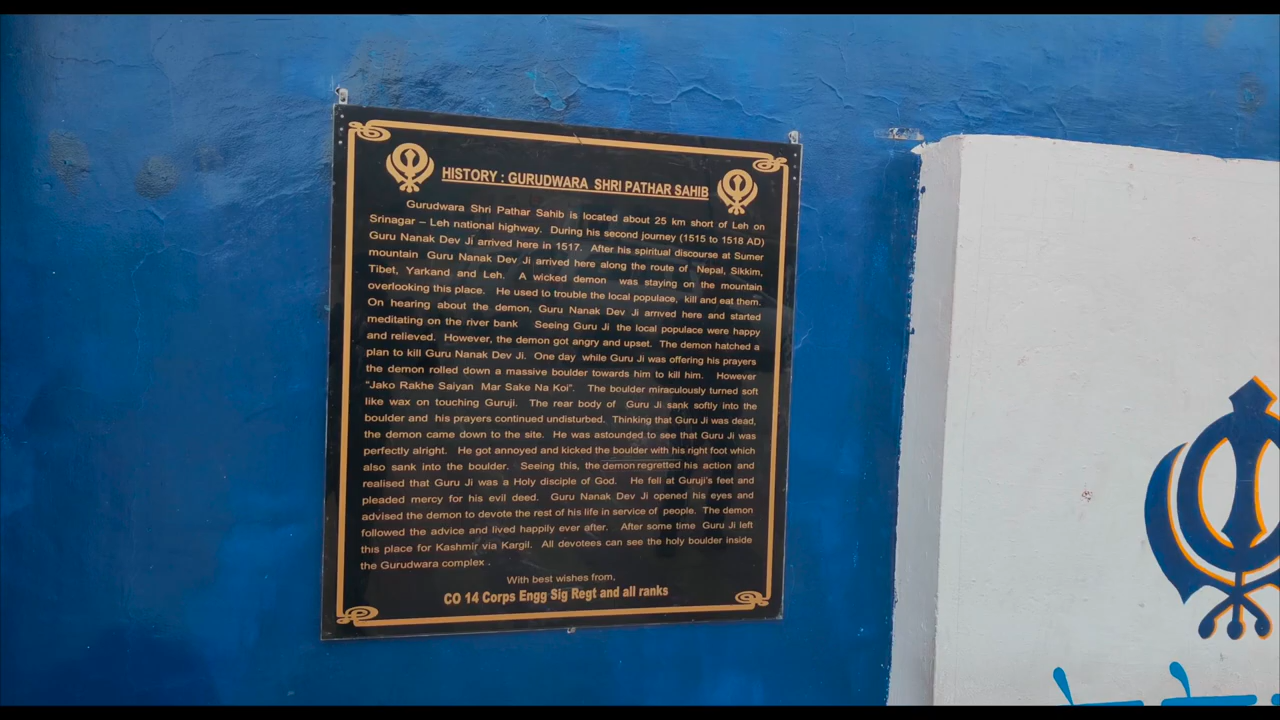 HISTORY : GURUDWARA SHRI PATHAR SAHIB
Gurudwara Shri Pathar Sahib is located about 25 km short of Leh on
Srinagar – Leh national highway. During his second journey (1515 to 1518 AD)
Guru Nanak Dev Ji arrived here in 1517. After his spiritual discourse at Sumer
mountain Guru Nanak Dev Ji arrived here along the route of Nepal, Sikkim,
Tibet, Yarkand and Leh. A wicked demon was staying on the mountain
overlooking this place. He used to trouble the local populace, kill and eat them.
On hearing about the demon, Guru Nanak Dev Ji arrived here and started
meditating on the river bank Seeing Guru Ji the local populace were happy
and relieved. However, the demon got angry and upset. The demon hatched a
plan to kill Guru Nanak Dev Ji. One day while Guru Ji was offering his prayers
the demon rolled down a massive boulder towards him to kill him. However
"Jako Rakhe Saiyan Mar Sake Na Koi". The boulder miraculously turned soft
like wax on touching Guruji. The rear body of Guru Ji sank softly into the
boulder and his prayers continued undisturbed. Thinking that Guru Ji was dead,
the demon came down to the site. He was astounded to see that Guru Ji was
perfectly alright. He got annoyed and kicked the boulder with his right foot which
also sank into the boulder. Seeing this, the demon regretted his action and
realised that Guru Ji was a Holy disciple of God. He fell at Guruji's feet and
pleaded mercy for his evil deed. Guru Nanak Dev Ji opened his eyes and
advised the demon to devote the rest of his life in service of people. The demon
followed the advice and lived happily ever after. After some time Guru Ji left
this place for Kashmir via Kargil. All devotees can see the holy boulder inside
the Gurudwara complex .
With best wishes from,
CO 14 Corps Engg Sig Regt and all ranks